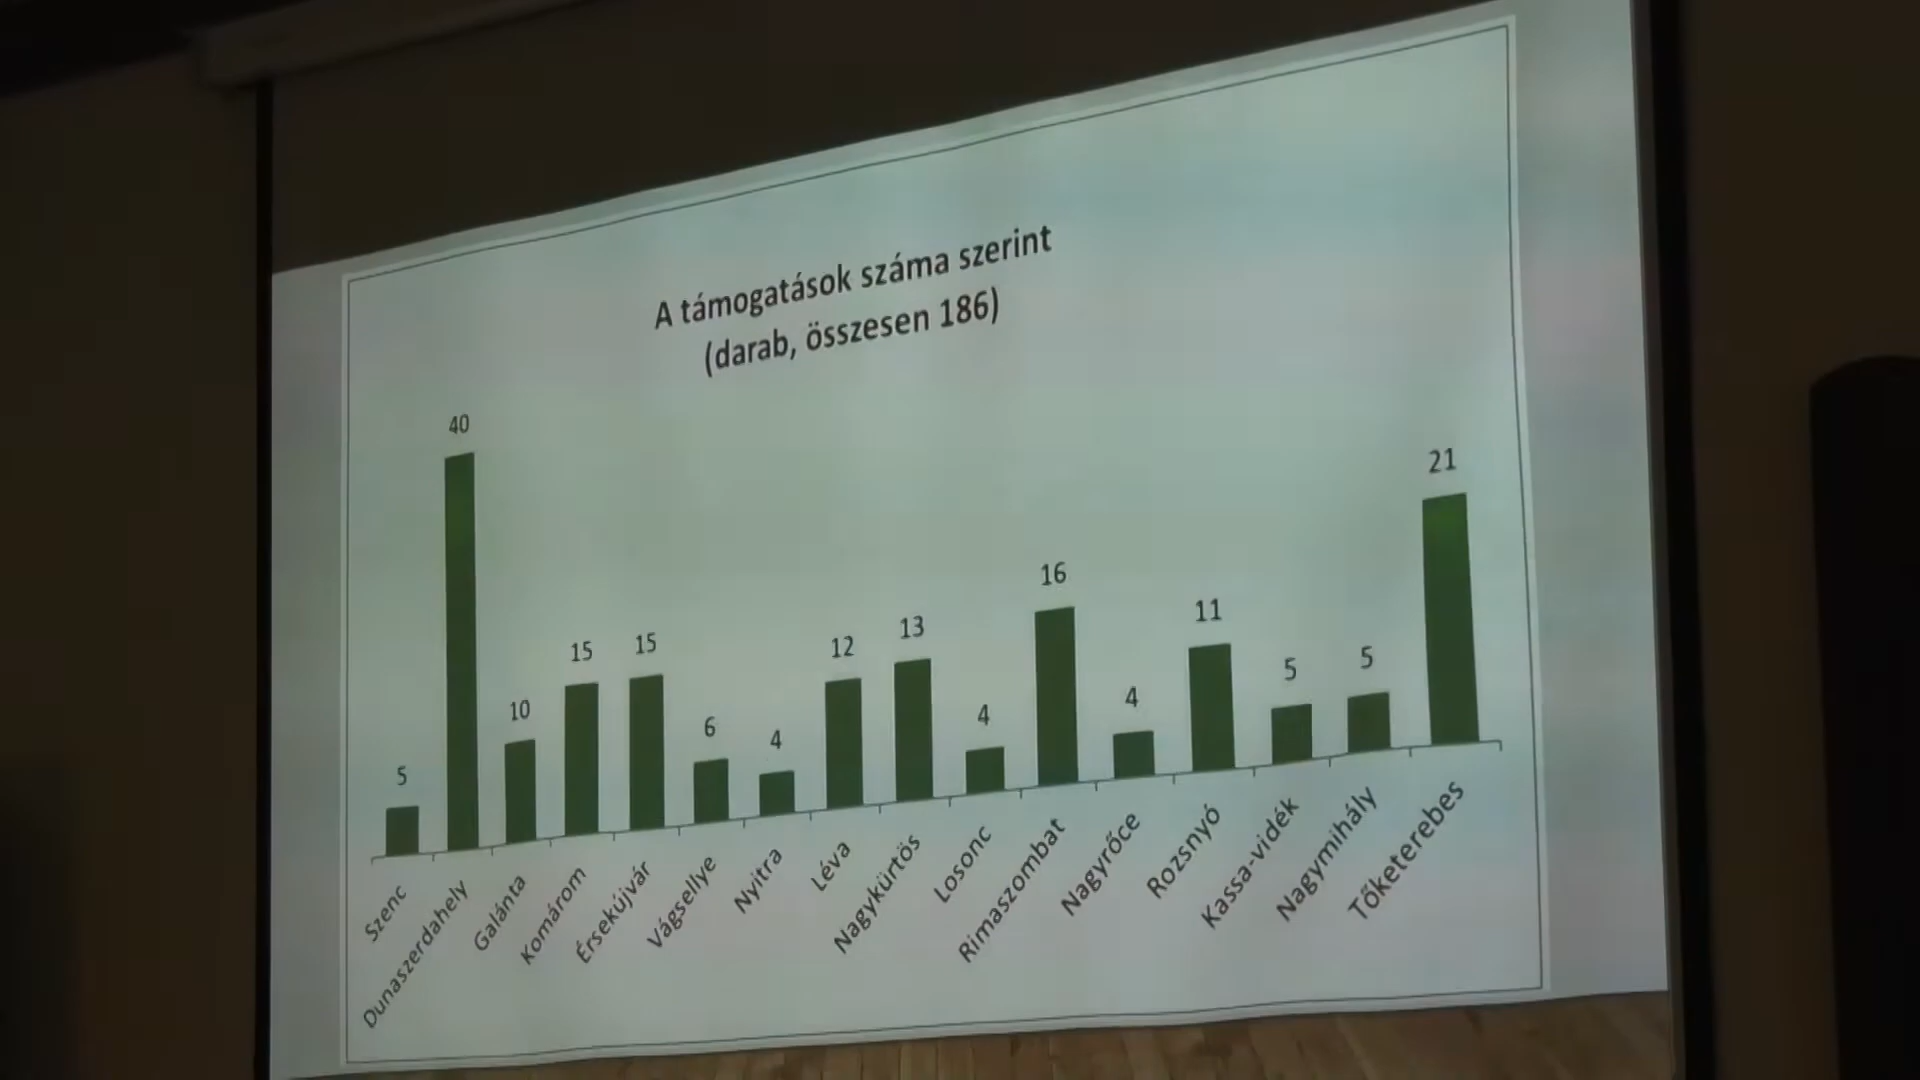 A támogatások száma szerint
(darab, összesen 186)
5
40
10
15
15
6
4
12
13
4
16
4
11
5
5
21
Szenc
Dunaszerdahely
Galánta
Komárom
Érsekújvár
Vágsellye
Nyitra
Léva
Nagykürtös
Losonc
Rimaszombat
Nagyrőce
Rozsnyó
Kassa-vidék
Nagymihály
Tőketerebes